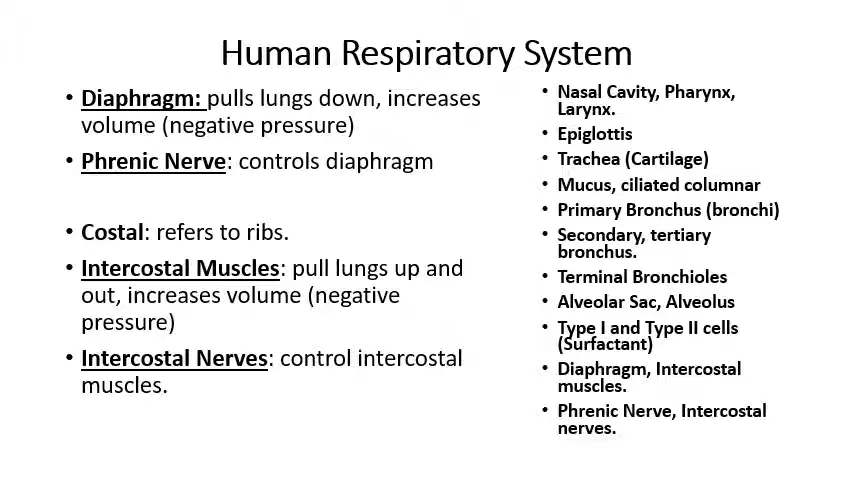 Human Respiratory System
• Diaphragm: pulls lungs down, increases
volume (negative pressure)
• Phrenic Nerve: controls diaphragm
• Costal: refers to ribs.
• Intercostal Muscles: pull lungs up and
out, increases volume (negative
pressure)
• Intercostal Nerves: control intercostal
muscles.
• Nasal Cavity, Pharynx,
Larynx.
• Epiglottis
• Trachea (Cartilage)
• Mucus, ciliated columnar
• Primary Bronchus (bronchi)
• Secondary, tertiary
bronchus.
• Terminal Bronchioles
• Alveolar Sac, Alveolus
• Type I and Type II cells
(Surfactant)
• Diaphragm, Intercostal
muscles.
• Phrenic Nerve, Intercostal
nerves.